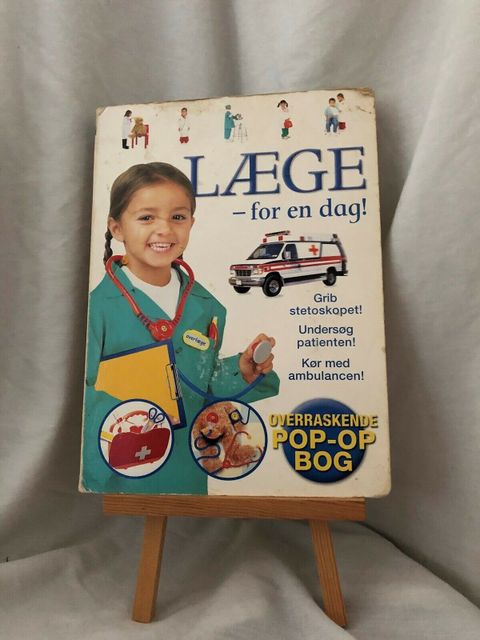 LÆGE
– for en dag!
Grib
stetoskopet!
Undersøg
patienten!
Kør med
ambulancen!
overlæge
OVERRASKENDE
POP-OP
BOG